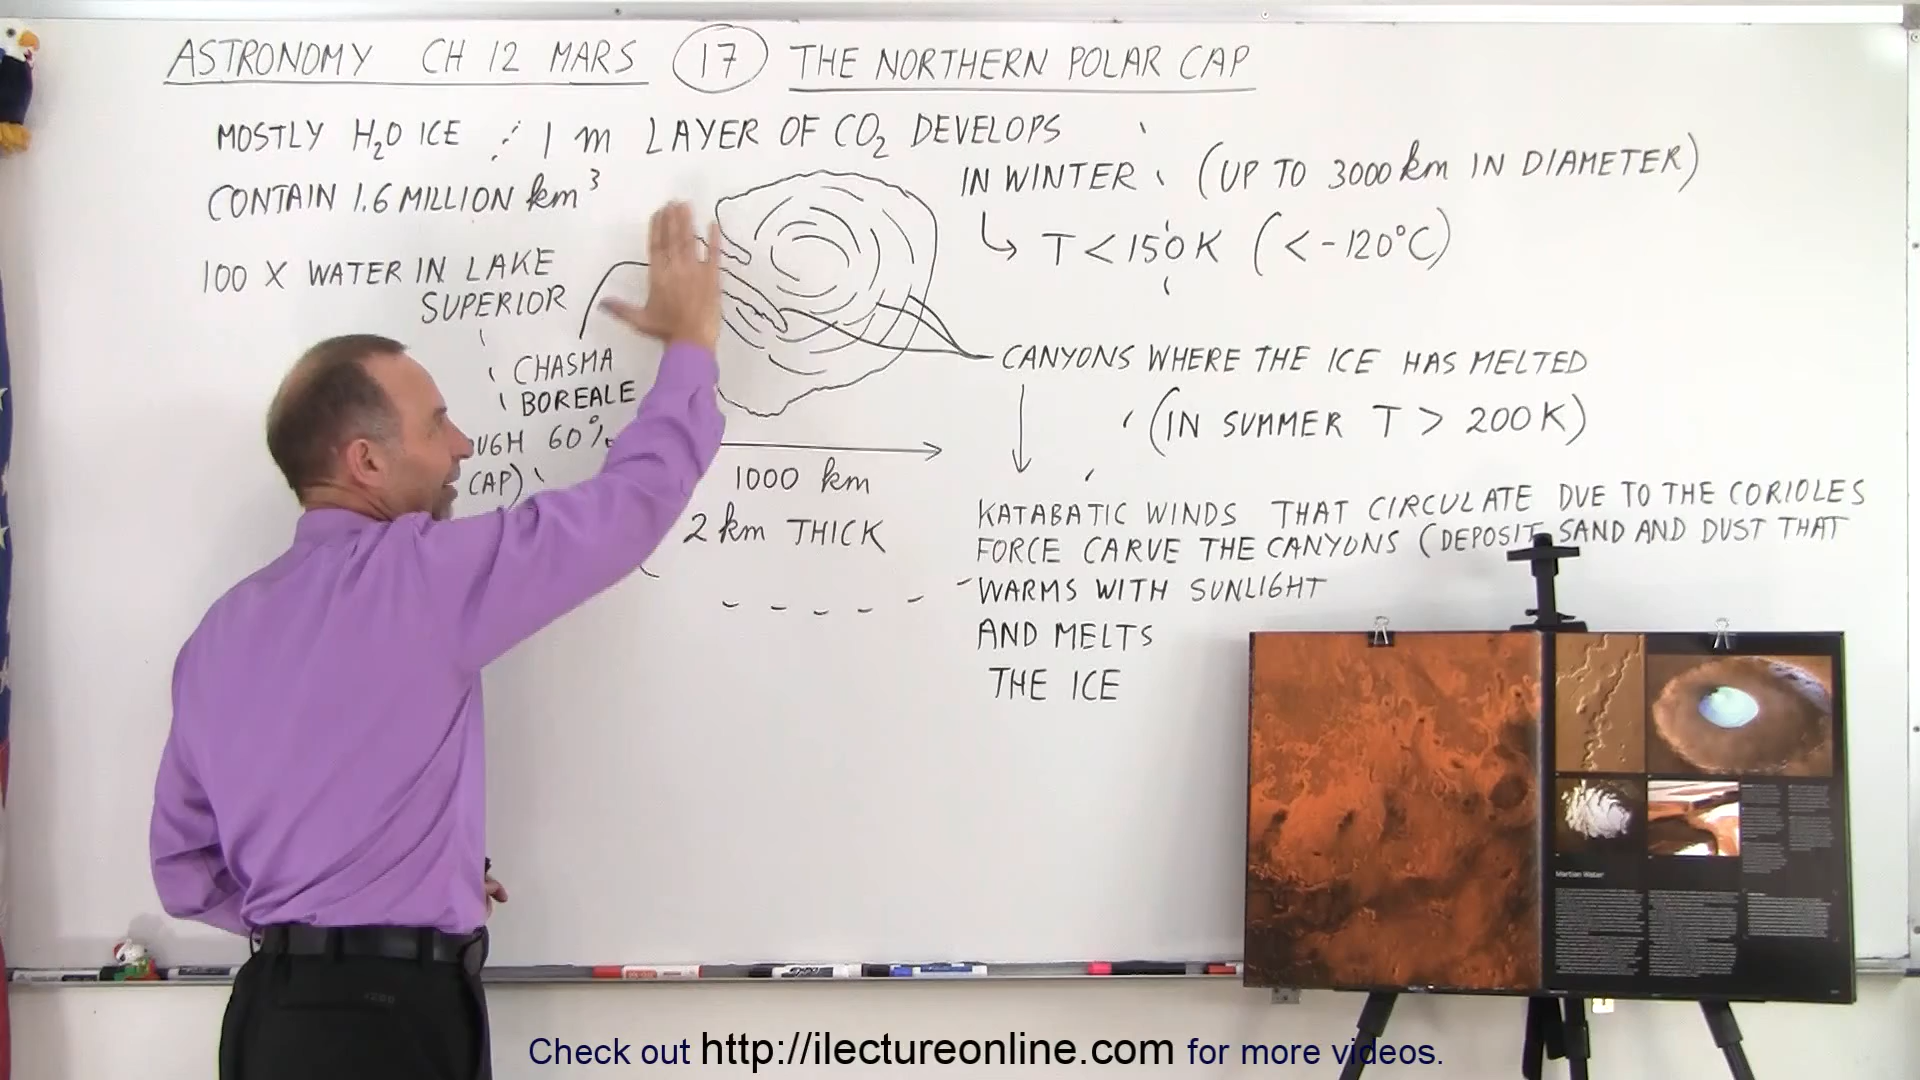 ASTRONOMY CH 12 MARS 17 THE NORTHERN POLAR CAP
MOSTLY H₂O ICE ∴ 1 m LAYER OF CO₂ DEVELOPS
IN WINTER (UP TO 3000 km IN DIAMETER)
T < 150 K (< -120°C)
CONTAIN 1.6 MILLION km³
100 X WATER IN LAKE
SUPERIOR
CHASMA
BOREALE
UGH 60%
CAP)
1000 km
2 km THICK
CANYONS WHERE THE ICE HAS MELTED
(IN SUMMER T > 200 K)
KATABATIC WINDS THAT CIRCULATE DUE TO THE CORIOLES
FORCE CARVE THE CANYONS (DEPOSIT SAND AND DUST THAT
WARMS WITH SUNLIGHT
AND MELTS
THE ICE
Martian Water
Check out http://ilectureonline.com for more videos.